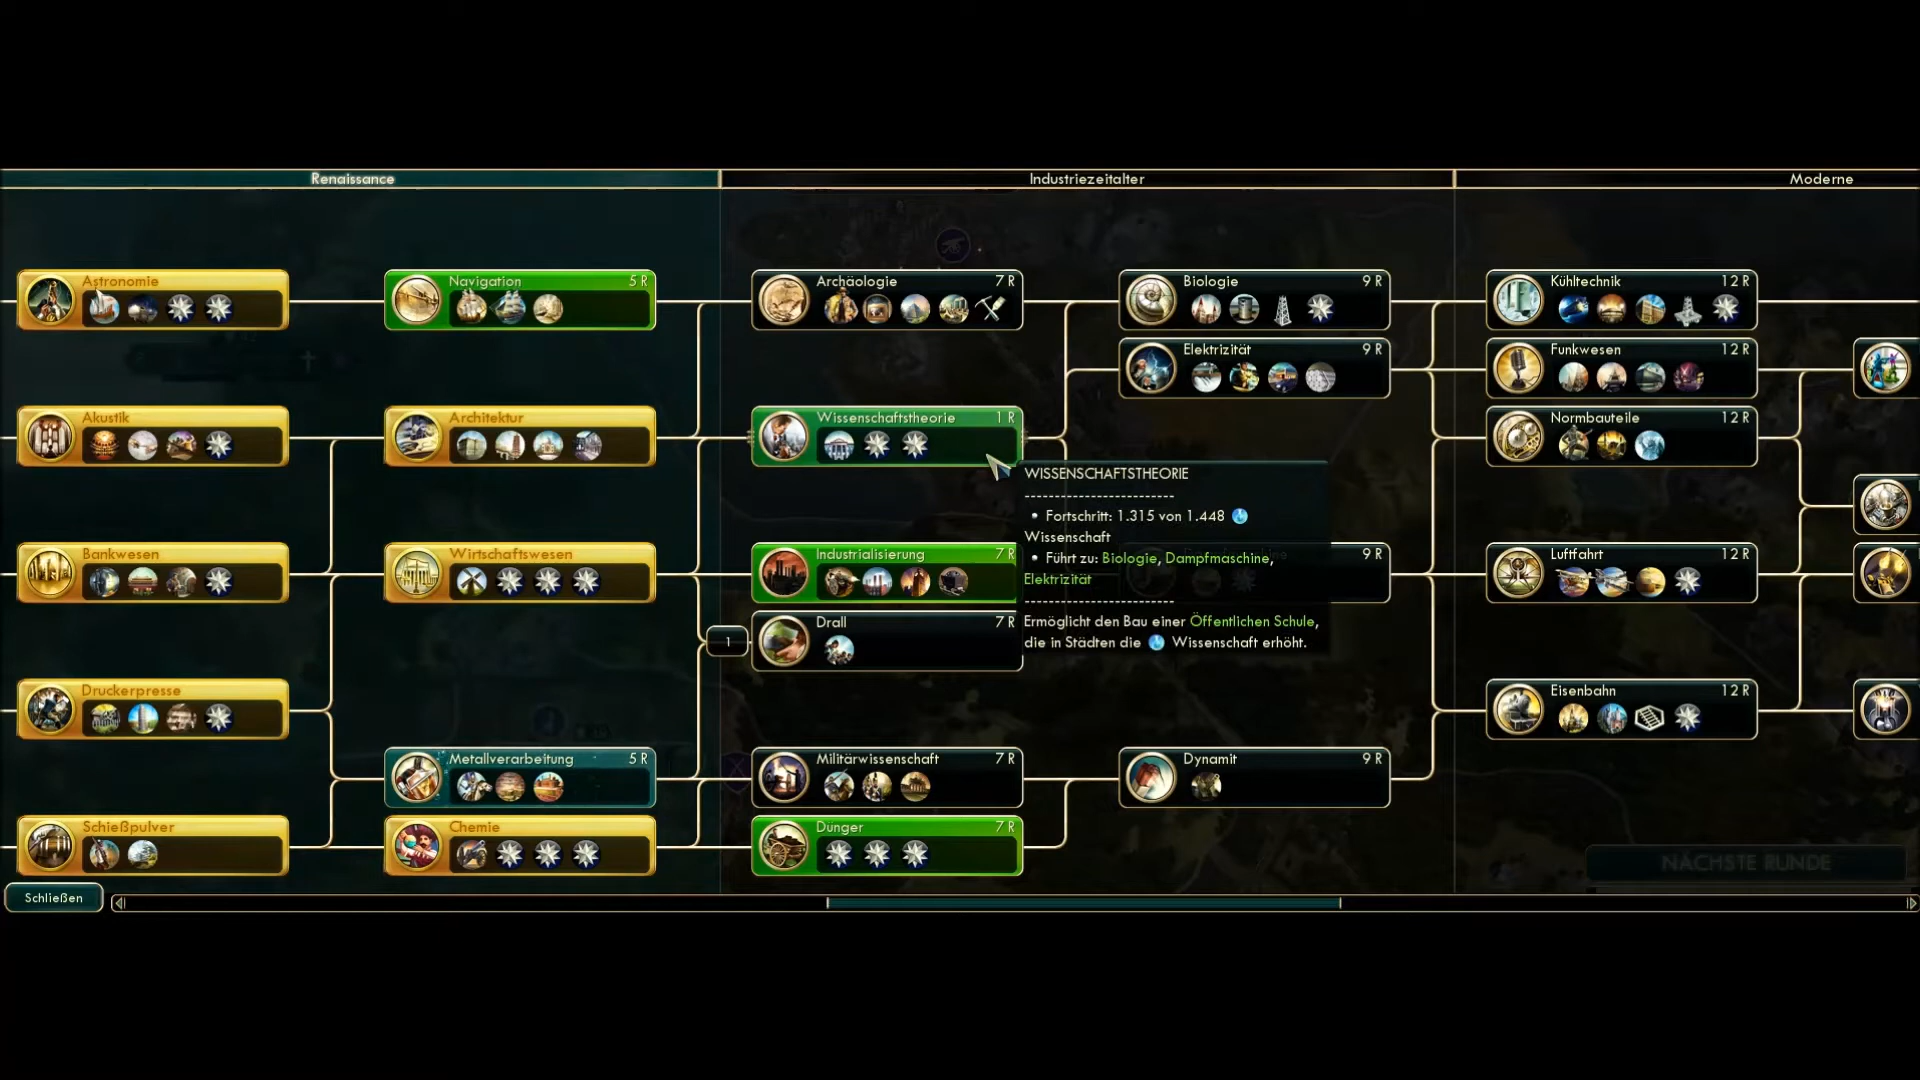 Renaissance
Industriezeitalter
Moderne
Astronomie
Navigation 5 R
Archäologie 7 R
Biologie 9 R
Kühltechnik 12 R
Elektrizität 9 R
Funkwesen 12 R
Akustik
Architektur
Wissenschaftstheorie 1 R
Normbauteile 12 R
WISSENSCHAFTSTHEORIE
-------------------------
• Fortschritt: 1.315 von 1.448
Wissenschaft
• Führt zu: Biologie, Dampfmaschine,
Elektrizität
-------------------------
Ermöglicht den Bau einer Öffentlichen Schule,
die in Städten die Wissenschaft erhöht.
Bankwesen
Wirtschaftswesen
Industrialisierung 7 R
9 R
Luftfahrt 12 R
1
Drall 7 R
Druckerpresse
Eisenbahn 12 R
Metallverarbeitung 5 R
Militärwissenschaft 7 R
Dynamit 9 R
Schießpulver
Chemie
Dünger 7 R
NÄCHSTE RUNDE
Schließen